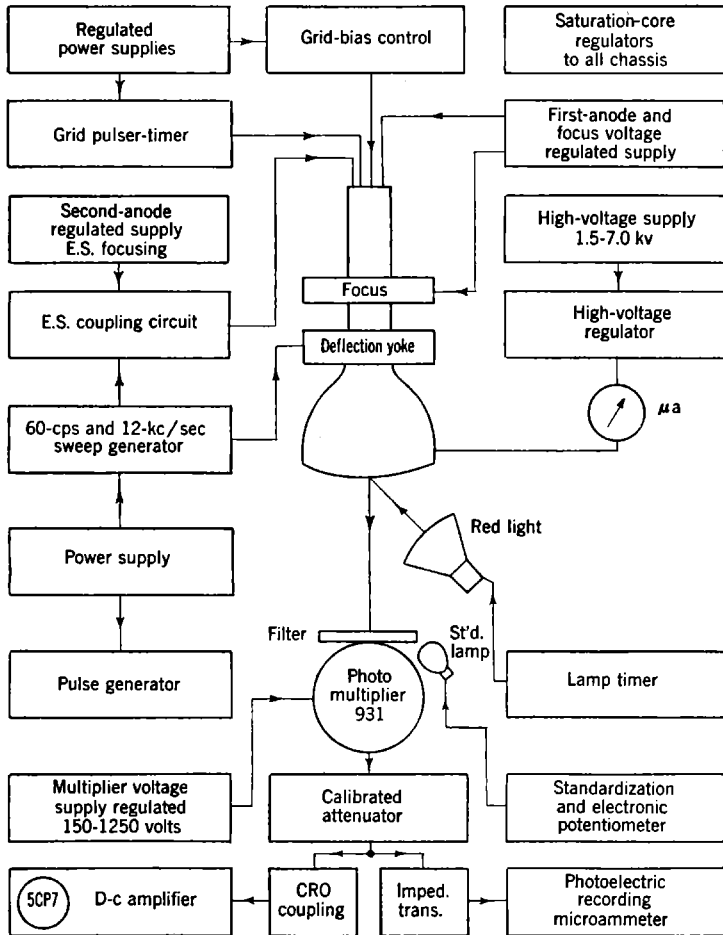 Regulated
power supplies
Grid-bias control
Saturation-core
regulators
to all chassis
Grid pulser-timer
First-anode and
focus voltage
regulated supply
Second-anode
regulated supply
E.S. focusing
High-voltage supply
1.5-7.0 kv
Focus
E.S. coupling circuit
High-voltage
regulator
Deflection yoke
μa
60-cps and 12-kc/sec
sweep generator
Red light
Power supply
Filter
St'd.
lamp
Pulse generator
Photo
multiplier
931
Lamp timer
Multiplier voltage
supply regulated
150-1250 volts
Calibrated
attenuator
Standardization
and electronic
potentiometer
5CP7
D-c amplifier
CRO
coupling
Imped.
trans.
Photoelectric
recording
microammeter